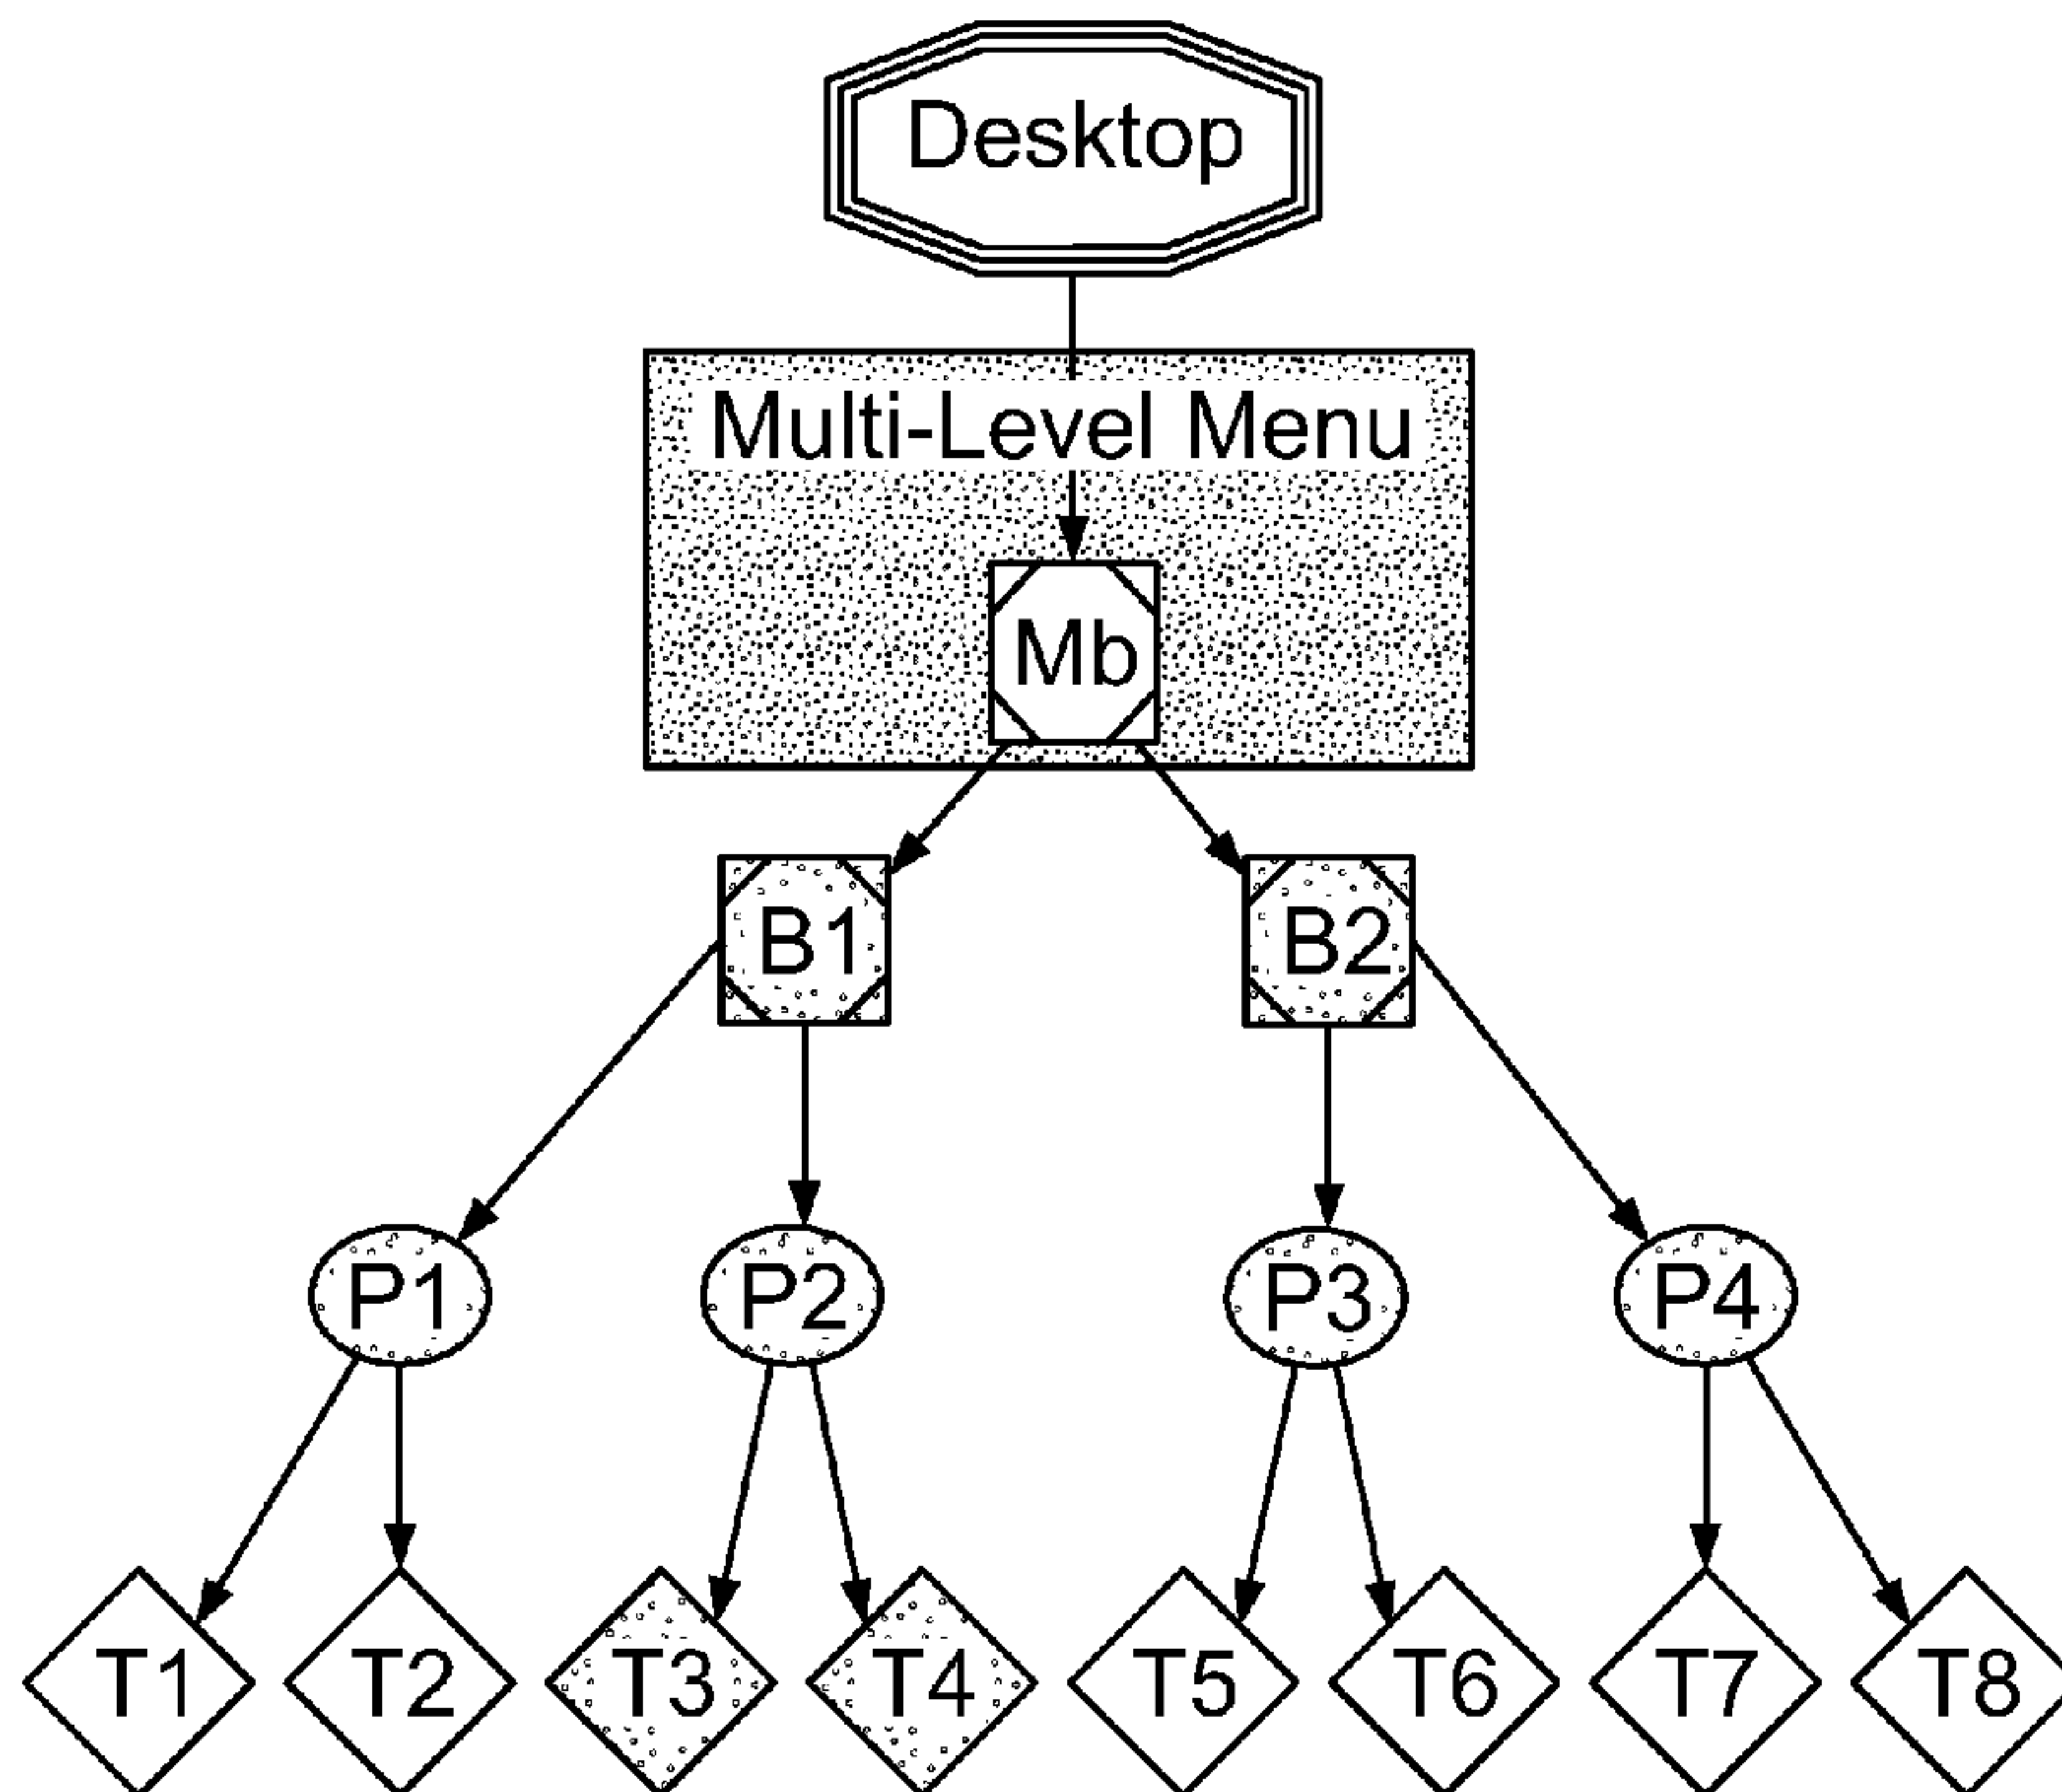 Desktop
Multi-Level Menu
Mb
B1 B2
P1 P2 P3 P4
T1 T2 T3 T4 T5 T6 T7 T8